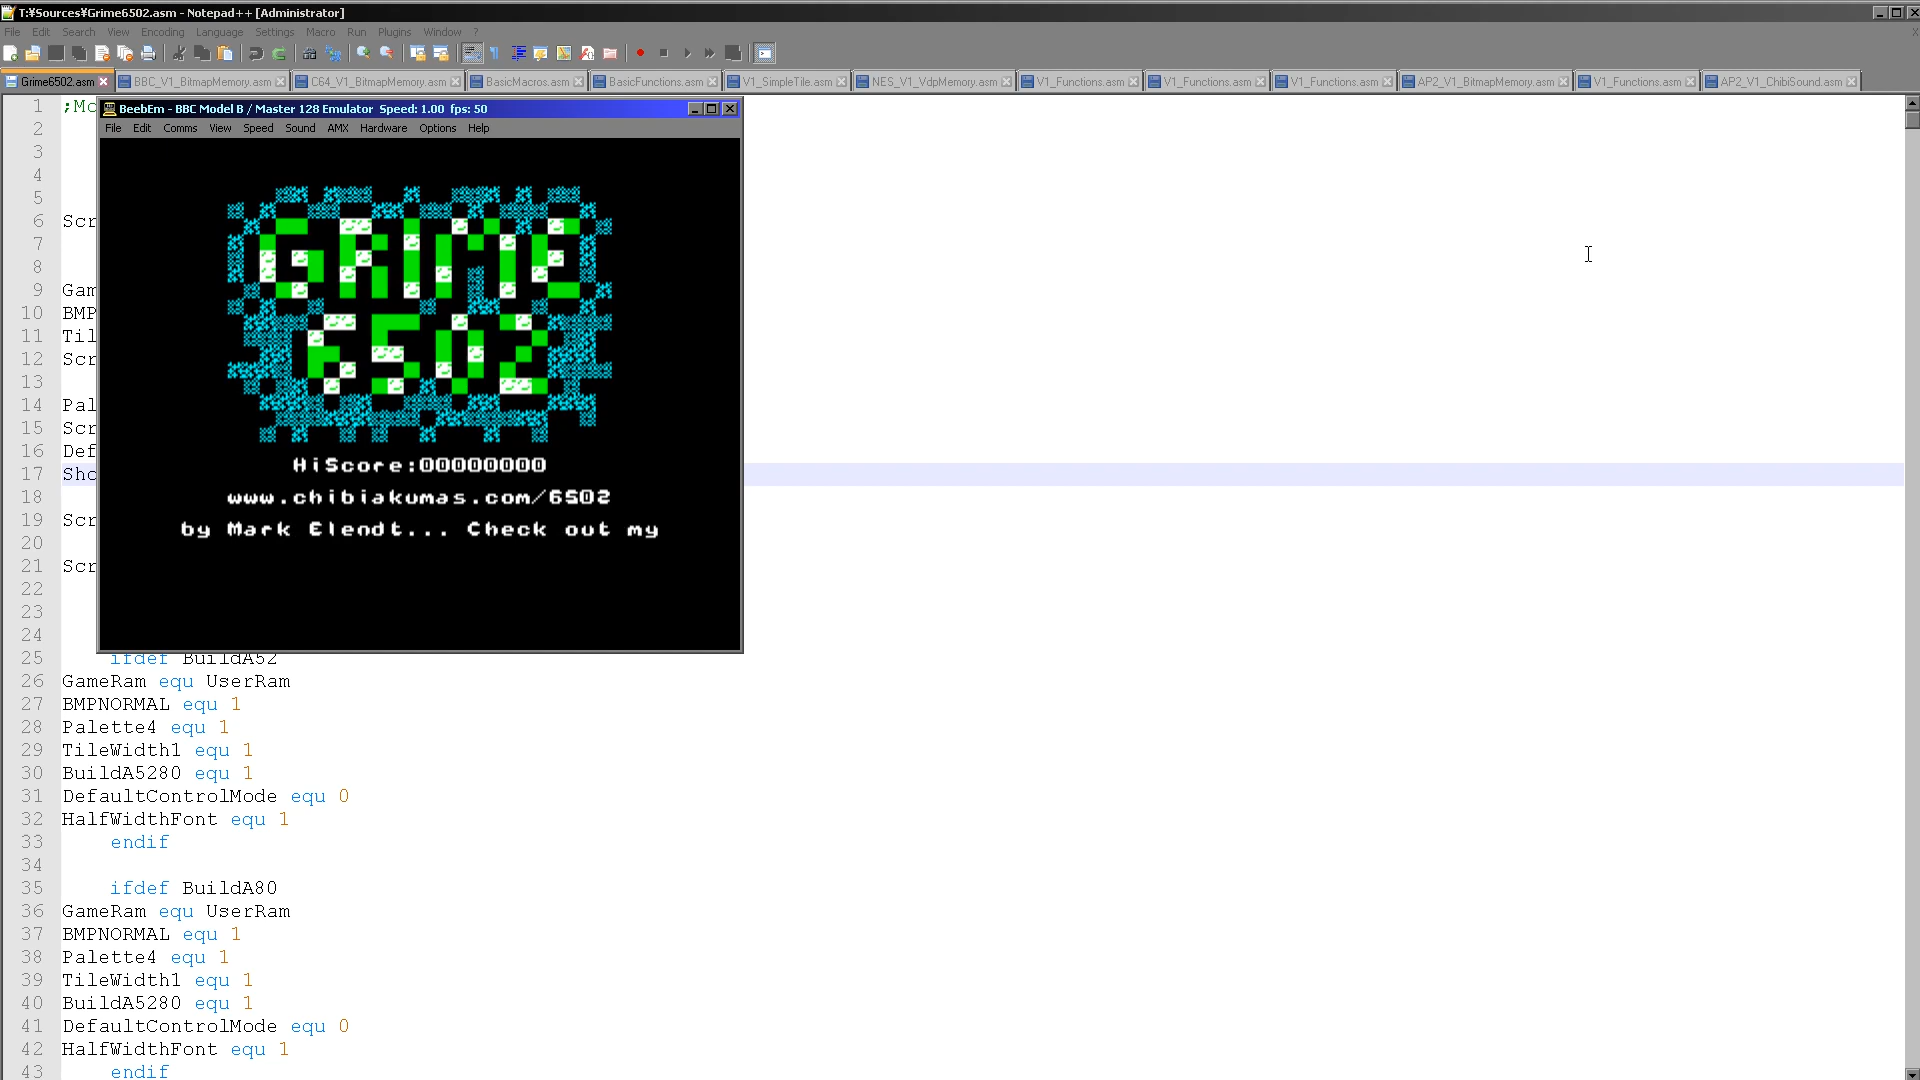 T:¥Sources¥Grime6502.asm - Notepad++ [Administrator]
File Edit Search View Encoding Language Settings Macro Run Plugins Window ?
Grime6502.asm BBC_V1_BitmapMemory.asm C64_V1_BitmapMemory.asm BasicMacros.asm BasicFunctions.asm V1_SimpleTile.asm NES_V1_VdpMemory.asm V1_Functions.asm V1_Functions.asm V1_Functions.asm AP2_V1_BitmapMemory.asm V1_Functions.asm AP2_V1_ChibiSound.asm
BeebEm - BBC Model B / Master 128 Emulator Speed: 1.00 fps: 50
File Edit Comms View Speed Sound AMX Hardware Options Help
GRIME
6502
HiScore:00000000
www.chibiakumas.com/6502
by Mark Elendt... Check out my
1 ;Mo
2
3
4
5
6 Scr
7
8
9 Gam
10 BMP
11 Til
12 Scr
13
14 Pal
15 Scr
16 Def
17 Sho
18
19 Scr
20
21 Scr
22
23
24
25 ifdef BuildA52
26 GameRam equ UserRam
27 BMPNORMAL equ 1
28 Palette4 equ 1
29 TileWidth1 equ 1
30 BuildA5280 equ 1
31 DefaultControlMode equ 0
32 HalfWidthFont equ 1
33 endif
34
35 ifdef BuildA80
36 GameRam equ UserRam
37 BMPNORMAL equ 1
38 Palette4 equ 1
39 TileWidth1 equ 1
40 BuildA5280 equ 1
41 DefaultControlMode equ 0
42 HalfWidthFont equ 1
43 endif